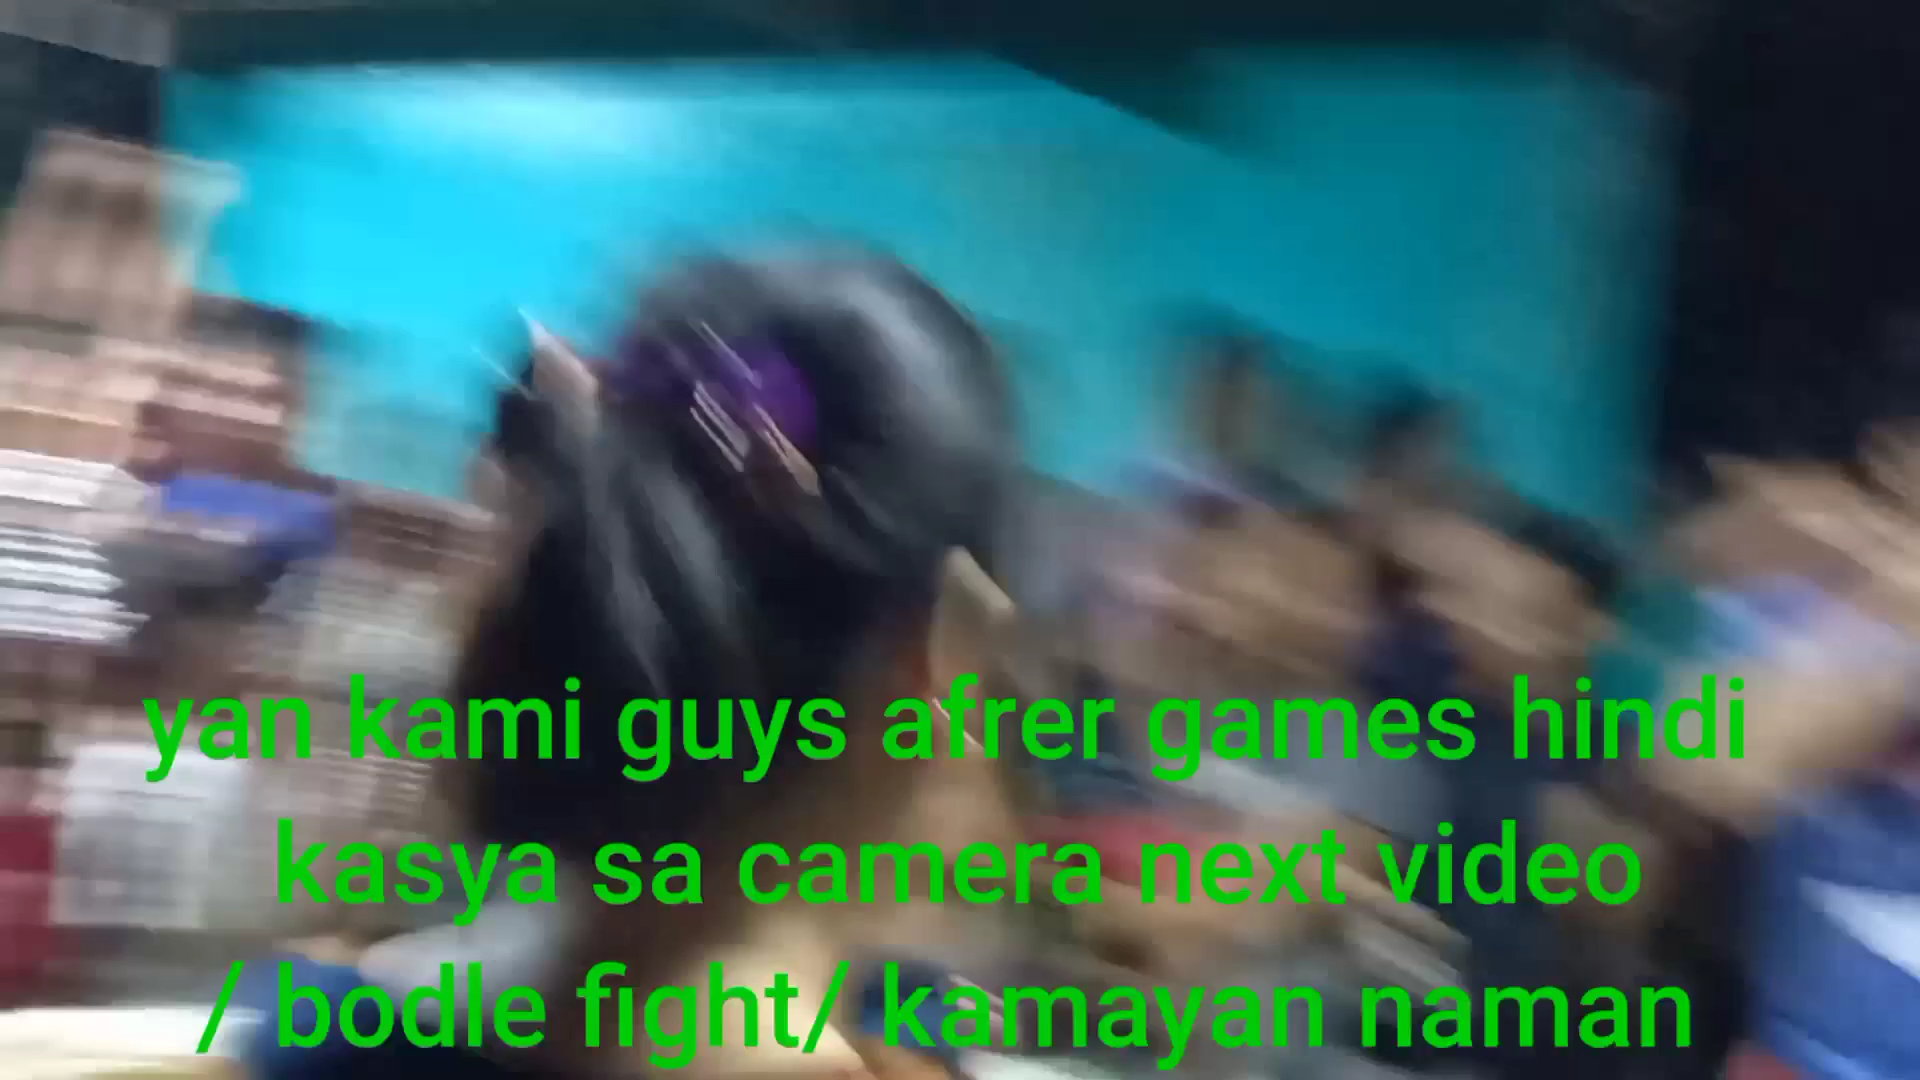 yan kami guys afrer games hindi
kasya sa camera next video
/ bodle fight/ kamayan naman